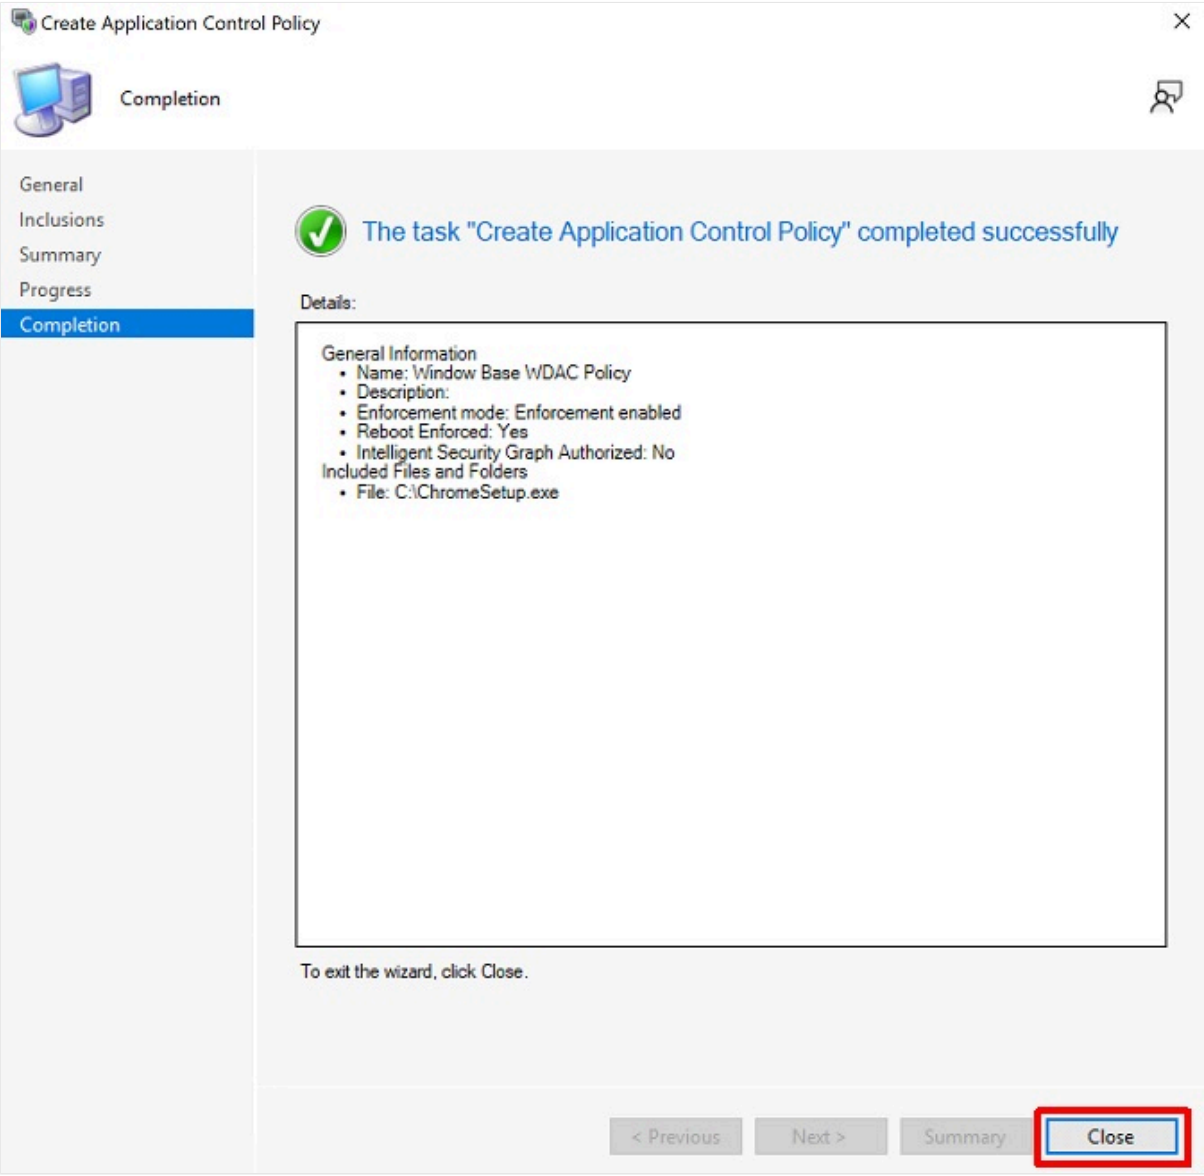 Create Application Control Policy
Completion
General
Inclusions
Summary
Progress
Completion
The task "Create Application Control Policy" completed successfully
Details:
General Information
• Name: Window Base WDAC Policy
• Description:
• Enforcement mode: Enforcement enabled
• Reboot Enforced: Yes
• Intelligent Security Graph Authorized: No
Included Files and Folders
• File: C:\ChromeSetup.exe
To exit the wizard, click Close.
< Previous
Next >
Summary
Close